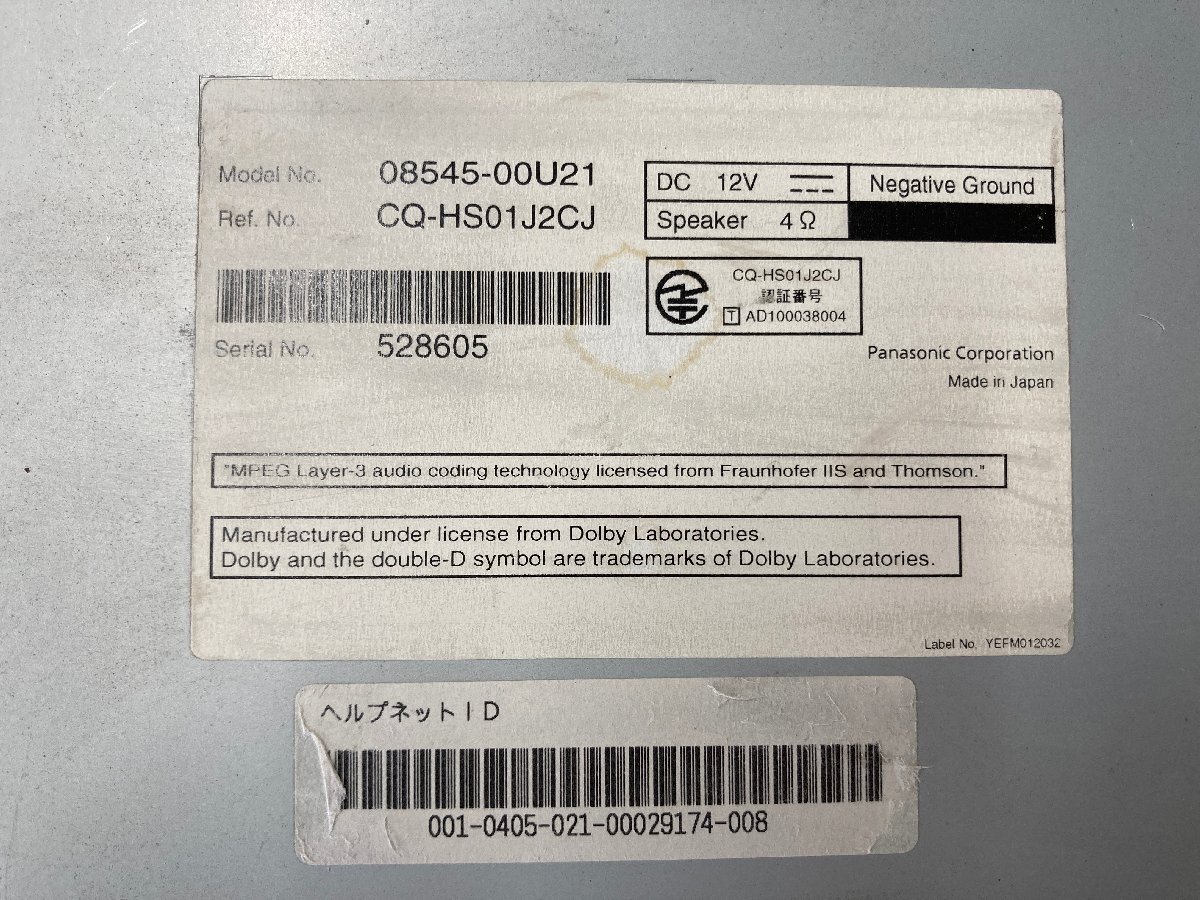 Model No. 08545-00U21
Ref. No. CQ-HS01J2CJ
DC 12V Negative Ground
Speaker 4Ω
Serial No. 528605
CQ-HS01J2CJ
認証番号
T AD100038004
Panasonic Corporation
Made in Japan
"MPEG Layer-3 audio coding technology licensed from Fraunhofer IIS and Thomson."
Manufactured under license from Dolby Laboratories.
Dolby and the double-D symbol are trademarks of Dolby Laboratories.
Label No. YEFM012032
ヘルプネットID
001-0405-021-00029174-008